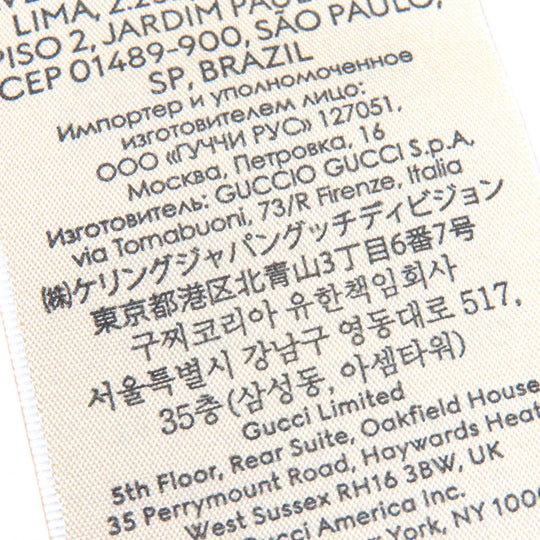 LIMA, 2.2
PISO 2, JARDIM PAUL
CEP 01489-900, SÃO PAULO,
SP, BRAZIL
Импортер и уполномоченное
изготовителем лицо:
ООО «ГУЧЧИ РУС» 127051,
Москва, Петровка, 16
Изготовитель: GUCCIO GUCCI S.p.A,
via Tornabuoni, 73/R Firenze, Italia
㈱ケリングジャパングッチディビジョン
東京都港区北青山3丁目6番7号
구찌코리아 유한책임회사
서울특별시 강남구 영동대로 517,
35층(삼성동, 아셈타워)
Gucci Limited
5th Floor, Rear Suite, Oakfield House
35 Perrymount Road, Haywards Heat
West Sussex RH16 3BW, UK
Gucci America Inc.
York, NY 100